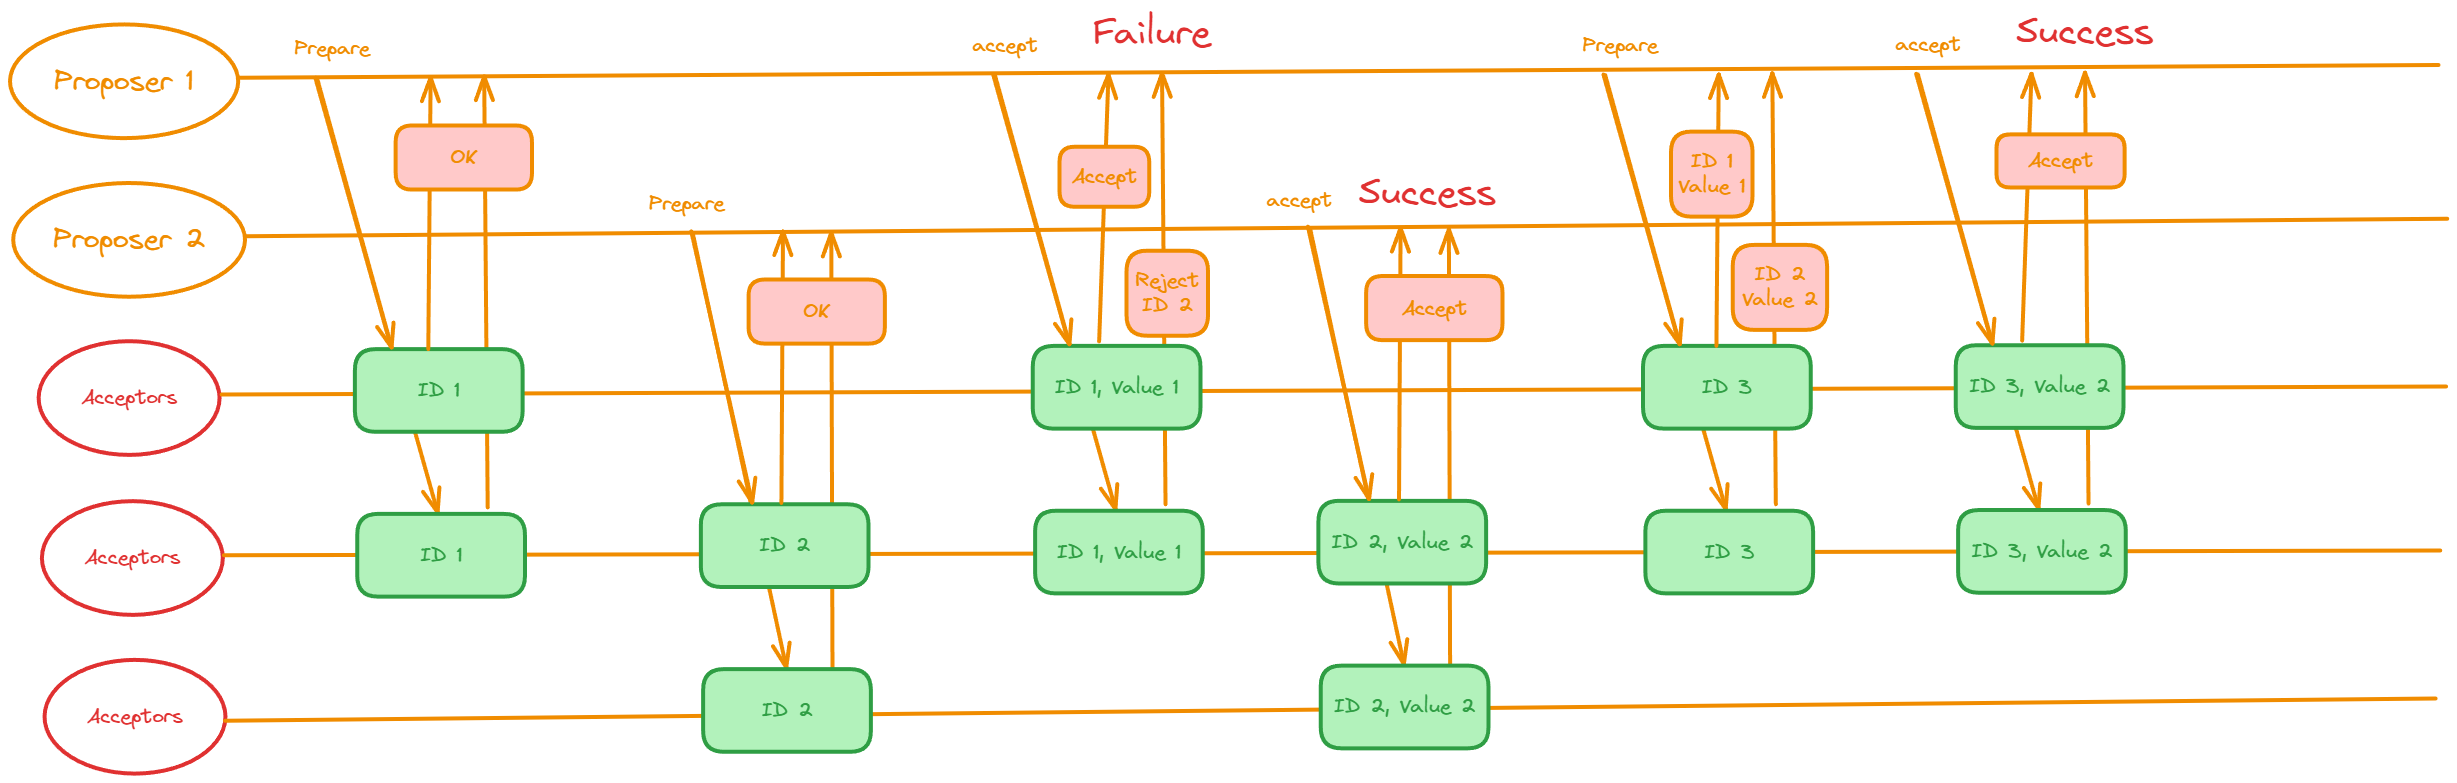 Failure
Success
Prepare
accept
Prepare
accept
Proposer 1
OK
Accept
ID 1
Value 1
Accept
Prepare
accept
Success
Proposer 2
OK
Reject
ID 2
Accept
ID 2
Value 2
Acceptors
ID 1
ID 1, Value 1
ID 3
ID 3, Value 2
Acceptors
ID 1
ID 2
ID 1, Value 1
ID 2, Value 2
ID 3
ID 3, Value 2
Acceptors
ID 2
ID 2, Value 2